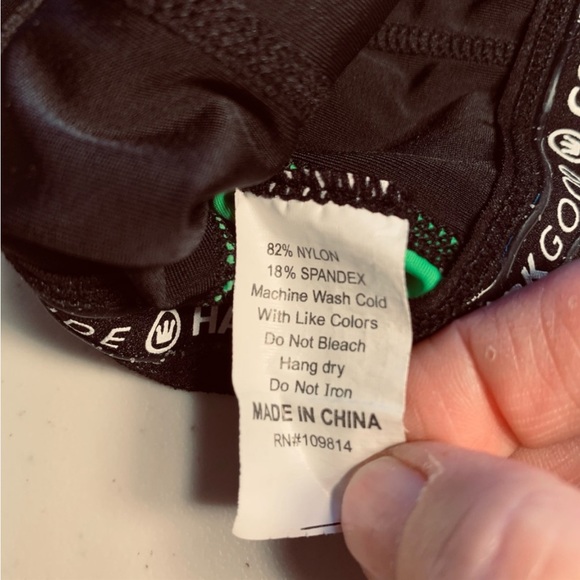 82% NYLON
18% SPANDEX
Machine Wash Cold
With Like Colors
Do Not Bleach
Hang dry
Do Not Iron
MADE IN CHINA
RN#109814